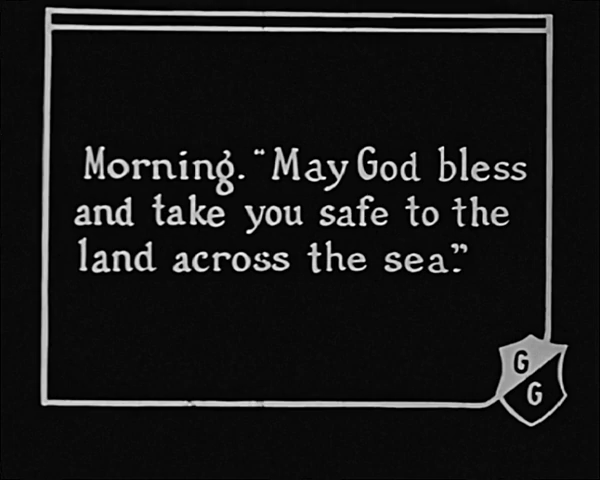 Morning. "May God bless
and take you safe to the
land across the sea."
G
G